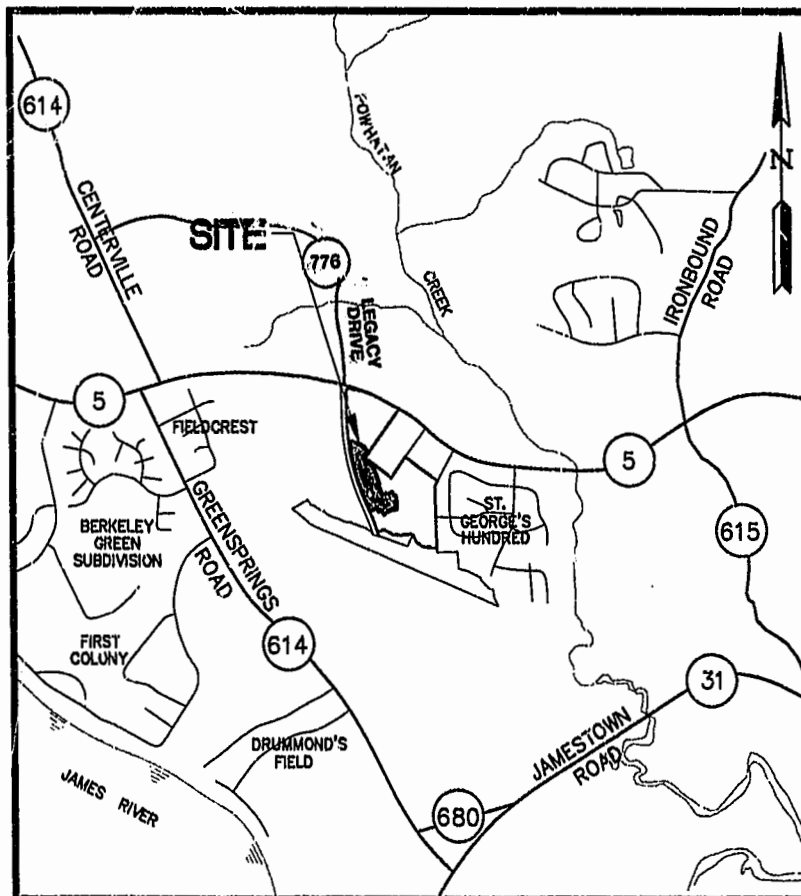 614
POWHATAN
CREEK
N
CENTERVILLE
ROAD
SITE
776
LEGACY
DRIVE
IRONBOUND
ROAD
5
FIELDCREST
5
BERKELEY
GREEN
SUBDIVISION
GREENSPRINGS
ROAD
ST.
GEORGE'S
HUNDRED
615
FIRST
COLONY
614
31
DRUMMOND'S
FIELD
JAMESTOWN
ROAD
JAMES RIVER
680